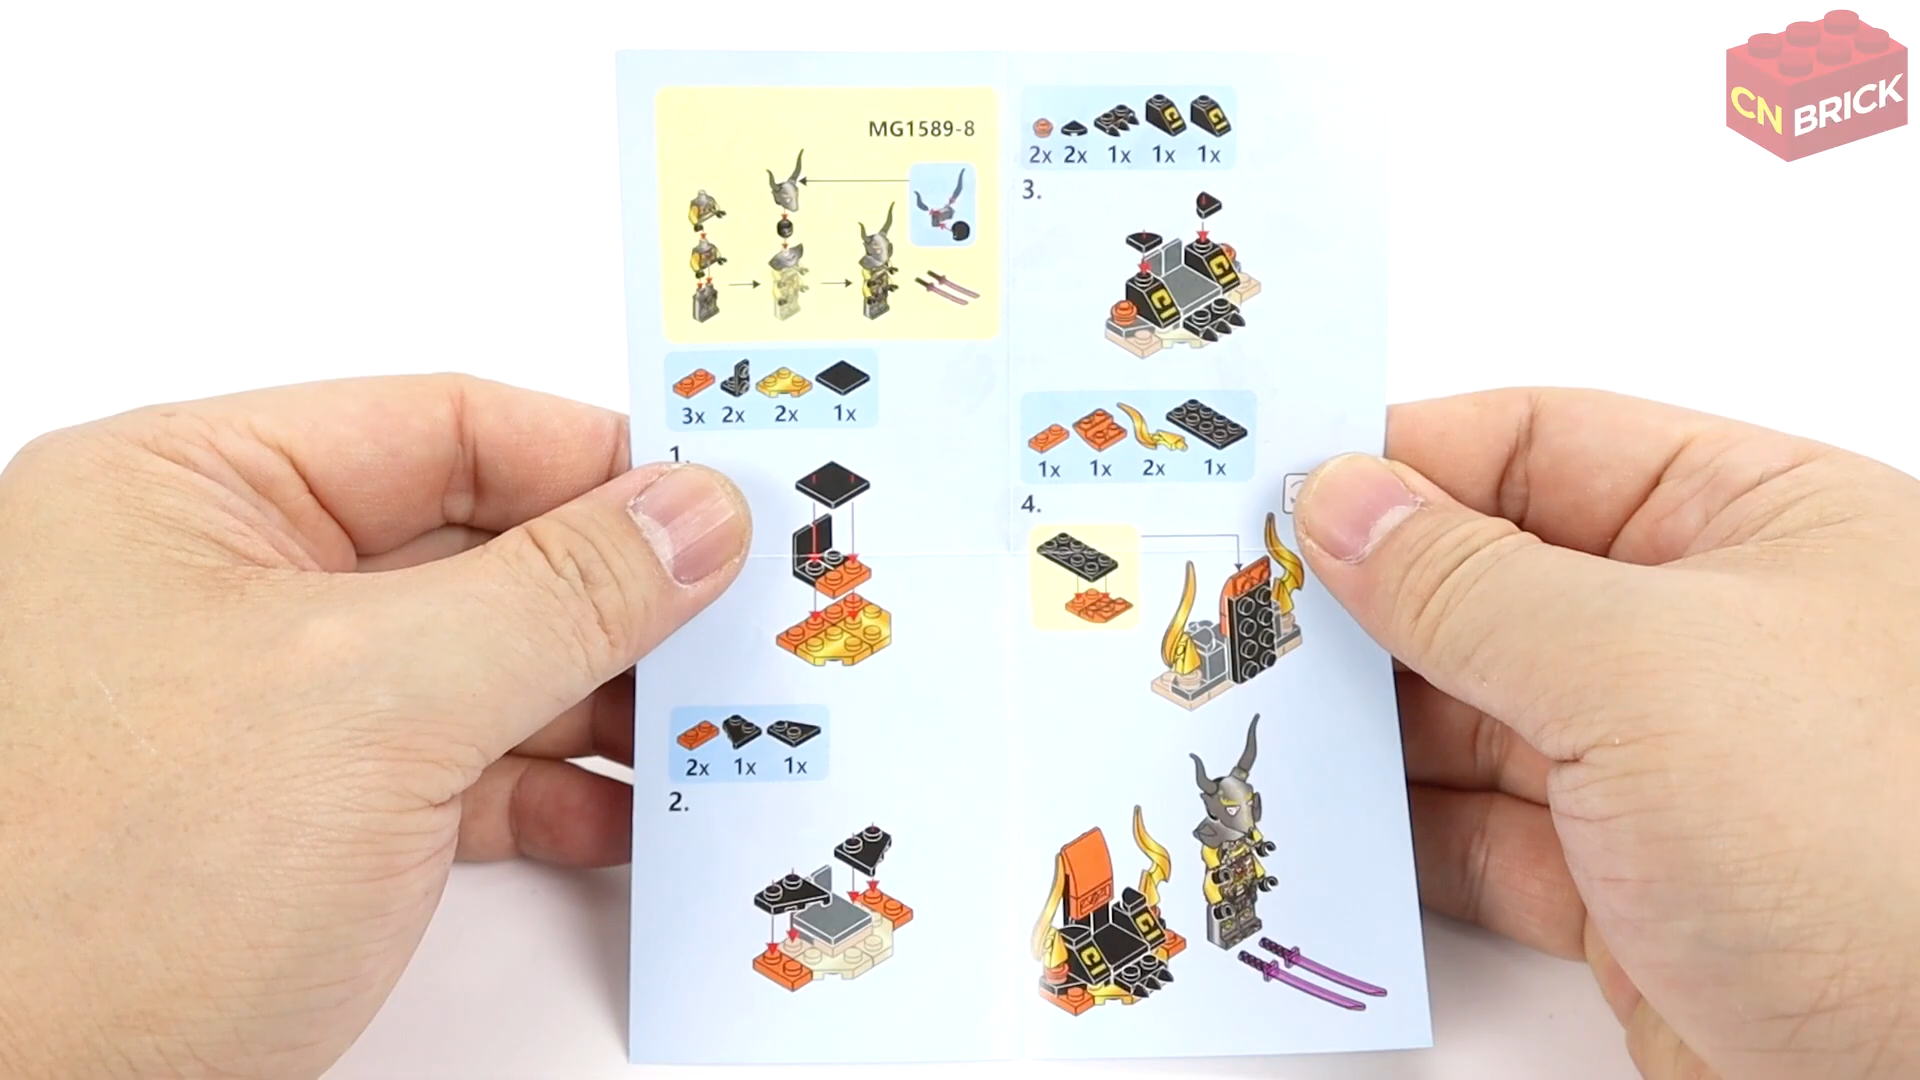 MG1589-8
3x 2x 2x 1x
1.
2x 1x 1x
2.
2x 2x 1x 1x 1x
3.
1x 1x 2x 1x
4.
CN BRICK